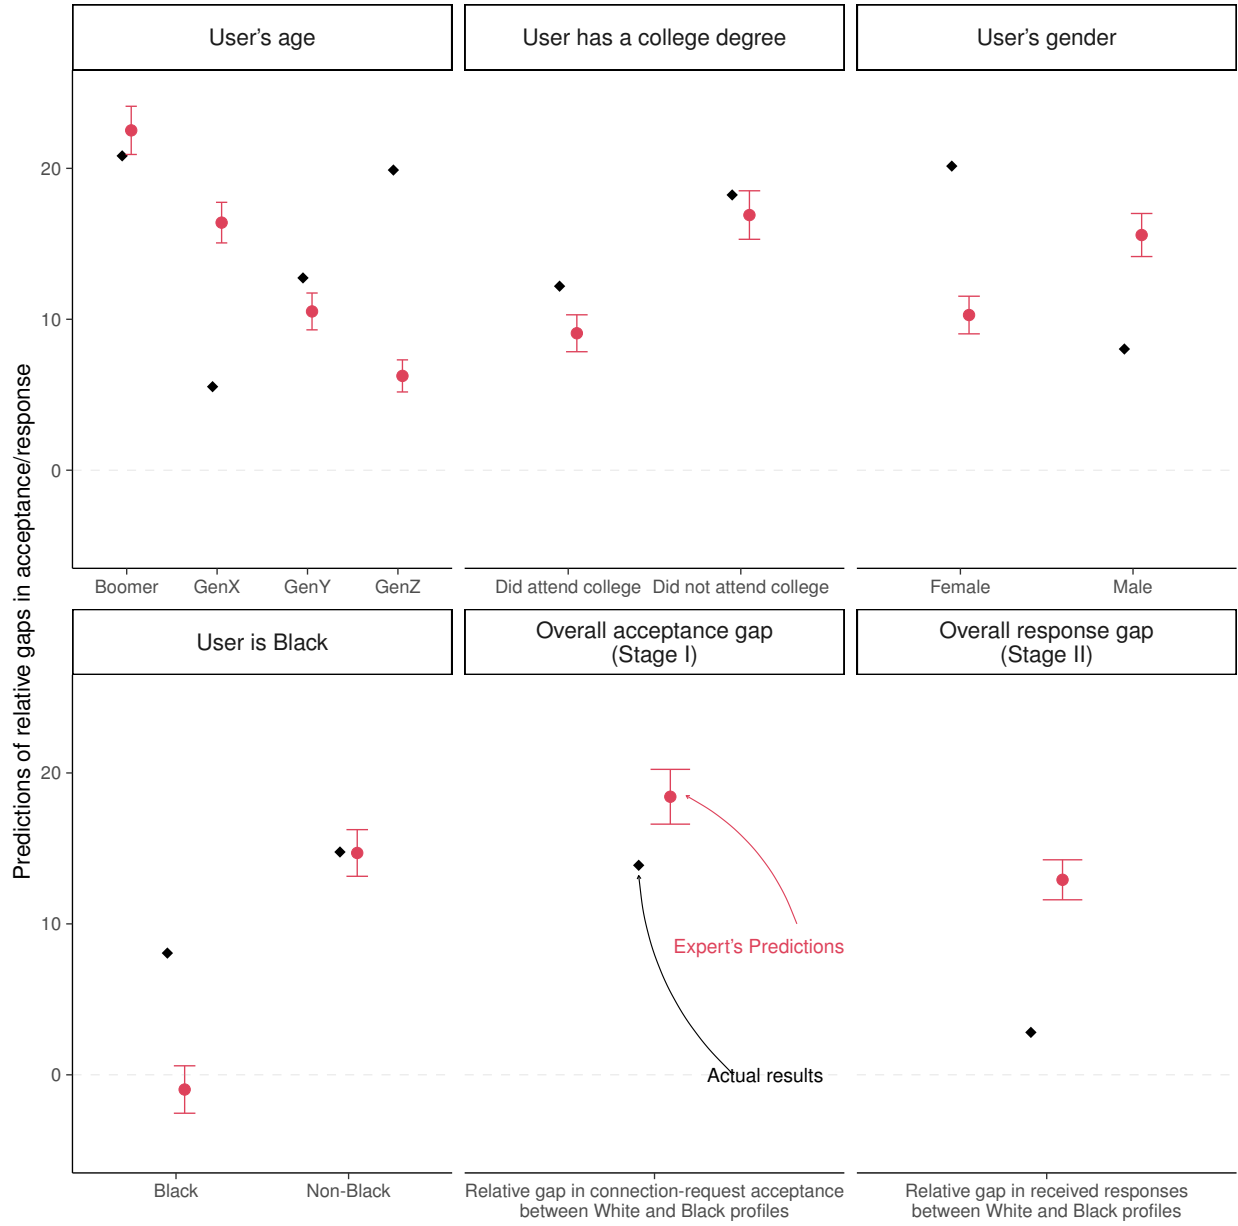 User's age
User has a college degree
User's gender
20
10
0
Boomer
GenX
GenY
GenZ
Did attend college
Did not attend college
Female
Male
Predictions of relative gaps in acceptance/response
User is Black
Overall acceptance gap
(Stage I)
Overall response gap
(Stage II)
20
10
0
Expert's Predictions
Actual results
Black
Non-Black
Relative gap in connection-request acceptance
between White and Black profiles
Relative gap in received responses
between White and Black profiles